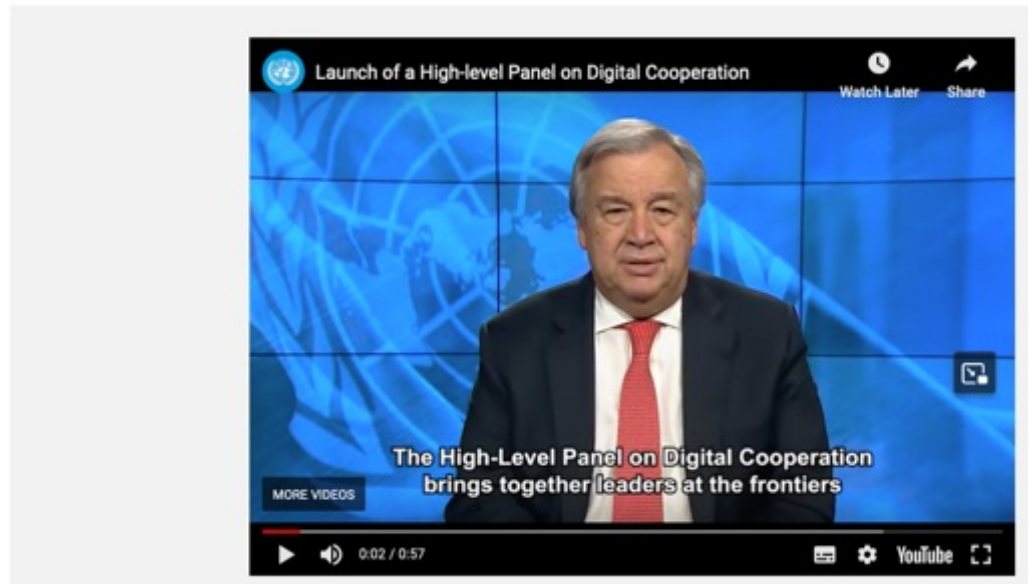 Launch of a High-level Panel on Digital Cooperation
Watch Later
Share
The High-Level Panel on Digital Cooperation
brings together leaders at the frontiers
MORE VIDEOS
0:02 / 0:57
YouTube